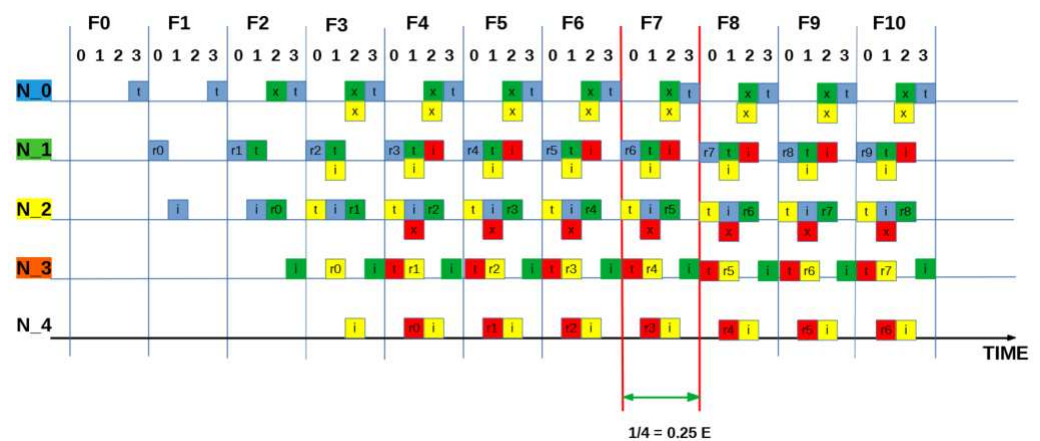 F0 F1 F2 F3 F4 F5 F6 F7 F8 F9 F10
0 1 2 3 0 1 2 3 0 1 2 3 0 1 2 3 0 1 2 3 0 1 2 3 0 1 2 3 0 1 2 3 0 1 2 3 0 1 2 3 0 1 2 3
N_0 t t x t x t x t x t x t x t x t x t x t
x x x x x x x x
N_1 r0 r1 t r2 t r3 t i r4 t i r5 t i r6 t i r7 t i r8 t i r9 t i
i i i i i i i i
N_2 i i r0 t i r1 t i r2 t i r3 t i r4 t i r5 t i r6 t i r7 t i r8
x x x x x x x
N_3 i r0 i t r1 i t r2 i t r3 i t r4 i t r5 i t r6 i t r7 i
N_4 i r0 i r1 i r2 i r3 i r4 i r5 i r6 i
TIME
1/4 = 0.25 E